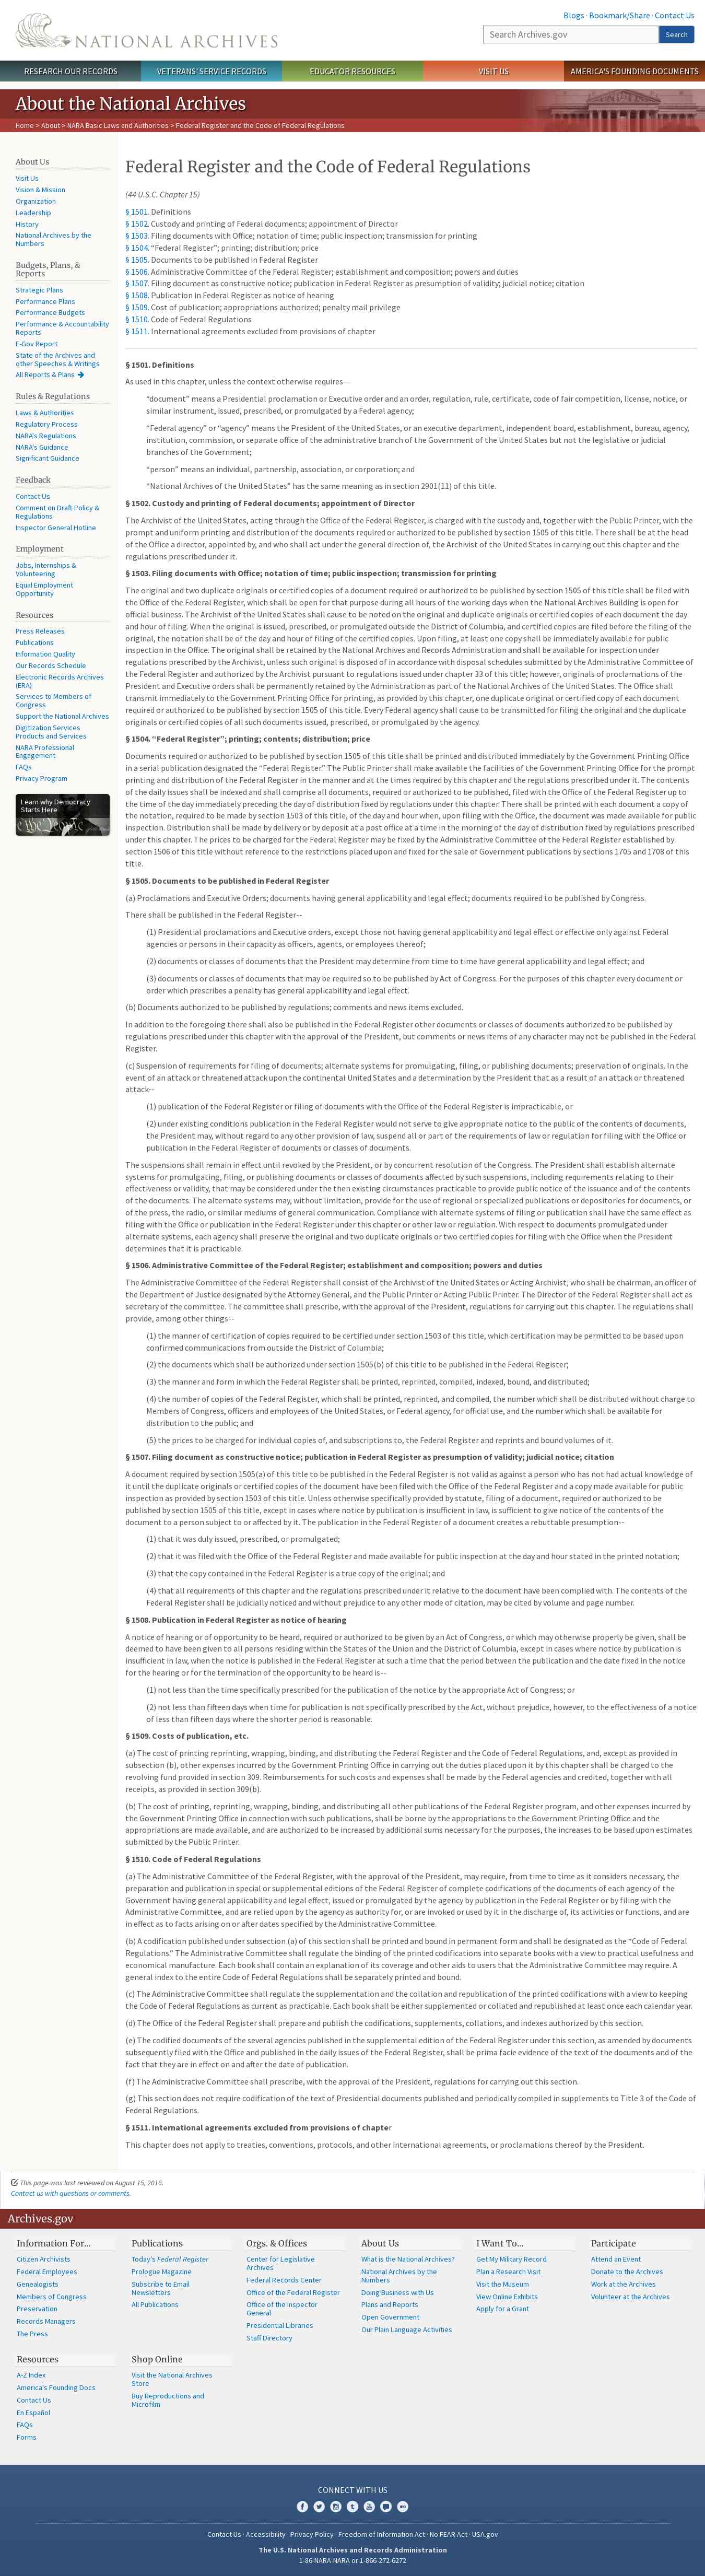 Blogs · Bookmark/Share · Contact Us
NATIONAL ARCHIVES
Search Archives.gov
Search
RESEARCH OUR RECORDS
VETERANS' SERVICE RECORDS
EDUCATOR RESOURCES
VISIT US
AMERICA'S FOUNDING DOCUMENTS
About the National Archives
Home > About > NARA Basic Laws and Authorities > Federal Register and the Code of Federal Regulations
About Us
Visit Us
Vision & Mission
Organization
Leadership
History
National Archives by the
Numbers
Budgets, Plans, &
Reports
Strategic Plans
Performance Plans
Performance Budgets
Performance & Accountability
Reports
E-Gov Report
State of the Archives and
other Speeches & Writings
All Reports & Plans
Rules & Regulations
Laws & Authorities
Regulatory Process
NARA's Regulations
NARA's Guidance
Significant Guidance
Feedback
Contact Us
Comment on Draft Policy &
Regulations
Inspector General Hotline
Employment
Jobs, Internships &
Volunteering
Equal Employment
Opportunity
Resources
Press Releases
Publications
Information Quality
Our Records Schedule
Electronic Records Archives
(ERA)
Services to Members of
Congress
Support the National Archives
Digitization Services
Products and Services
NARA Professional
Engagement
FAQs
Privacy Program
Learn why Democracy
Starts Here
Federal Register and the Code of Federal Regulations
(44 U.S.C. Chapter 15)
§ 1501. Definitions
§ 1502. Custody and printing of Federal documents; appointment of Director
§ 1503. Filing documents with Office; notation of time; public inspection; transmission for printing
§ 1504. “Federal Register”; printing; distribution; price
§ 1505. Documents to be published in Federal Register
§ 1506. Administrative Committee of the Federal Register; establishment and composition; powers and duties
§ 1507. Filing document as constructive notice; publication in Federal Register as presumption of validity; judicial notice; citation
§ 1508. Publication in Federal Register as notice of hearing
§ 1509. Cost of publication; appropriations authorized; penalty mail privilege
§ 1510. Code of Federal Regulations
§ 1511. International agreements excluded from provisions of chapter
§ 1501. Definitions
As used in this chapter, unless the context otherwise requires--
“document” means a Presidential proclamation or Executive order and an order, regulation, rule, certificate, code of fair competition, license, notice, or
similar instrument, issued, prescribed, or promulgated by a Federal agency;
“Federal agency” or “agency” means the President of the United States, or an executive department, independent board, establishment, bureau, agency,
institution, commission, or separate office of the administrative branch of the Government of the United States but not the legislative or judicial
branches of the Government;
“person” means an individual, partnership, association, or corporation; and
“National Archives of the United States” has the same meaning as in section 2901(11) of this title.
§ 1502. Custody and printing of Federal documents; appointment of Director
The Archivist of the United States, acting through the Office of the Federal Register, is charged with the custody and, together with the Public Printer, with the
prompt and uniform printing and distribution of the documents required or authorized to be published by section 1505 of this title. There shall be at the head
of the Office a director, appointed by, and who shall act under the general direction of, the Archivist of the United States in carrying out this chapter and the
regulations prescribed under it.
§ 1503. Filing documents with Office; notation of time; public inspection; transmission for printing
The original and two duplicate originals or certified copies of a document required or authorized to be published by section 1505 of this title shall be filed with
the Office of the Federal Register, which shall be open for that purpose during all hours of the working days when the National Archives Building is open for
official business. The Archivist of the United States shall cause to be noted on the original and duplicate originals or certified copies of each document the day
and hour of filing. When the original is issued, prescribed, or promulgated outside the District of Columbia, and certified copies are filed before the filing of the
original, the notation shall be of the day and hour of filing of the certified copies. Upon filing, at least one copy shall be immediately available for public
inspection in the Office. The original shall be retained by the National Archives and Records Administration and shall be available for inspection under
regulations prescribed by the Archivist, unless such original is disposed of in accordance with disposal schedules submitted by the Administrative Committee of
the Federal Register and authorized by the Archivist pursuant to regulations issued under chapter 33 of this title; however, originals of proclamations of the
President and Executive orders shall be permanently retained by the Administration as part of the National Archives of the United States. The Office shall
transmit immediately to the Government Printing Office for printing, as provided by this chapter, one duplicate original or certified copy of each document
required or authorized to be published by section 1505 of this title. Every Federal agency shall cause to be transmitted for filing the original and the duplicate
originals or certified copies of all such documents issued, prescribed, or promulgated by the agency.
§ 1504. “Federal Register”; printing; contents; distribution; price
Documents required or authorized to be published by section 1505 of this title shall be printed and distributed immediately by the Government Printing Office
in a serial publication designated the “Federal Register.” The Public Printer shall make available the facilities of the Government Printing Office for the prompt
printing and distribution of the Federal Register in the manner and at the times required by this chapter and the regulations prescribed under it. The contents
of the daily issues shall be indexed and shall comprise all documents, required or authorized to be published, filed with the Office of the Federal Register up to
the time of the day immediately preceding the day of distribution fixed by regulations under this chapter. There shall be printed with each document a copy of
the notation, required to be made by section 1503 of this title, of the day and hour when, upon filing with the Office, the document was made available for public
inspection. Distribution shall be made by delivery or by deposit at a post office at a time in the morning of the day of distribution fixed by regulations prescribed
under this chapter. The prices to be charged for the Federal Register may be fixed by the Administrative Committee of the Federal Register established by
section 1506 of this title without reference to the restrictions placed upon and fixed for the sale of Government publications by sections 1705 and 1708 of this
title.
§ 1505. Documents to be published in Federal Register
(a) Proclamations and Executive Orders; documents having general applicability and legal effect; documents required to be published by Congress.
There shall be published in the Federal Register--
(1) Presidential proclamations and Executive orders, except those not having general applicability and legal effect or effective only against Federal
agencies or persons in their capacity as officers, agents, or employees thereof;
(2) documents or classes of documents that the President may determine from time to time have general applicability and legal effect; and
(3) documents or classes of documents that may be required so to be published by Act of Congress. For the purposes of this chapter every document or
order which prescribes a penalty has general applicability and legal effect.
(b) Documents authorized to be published by regulations; comments and news items excluded.
In addition to the foregoing there shall also be published in the Federal Register other documents or classes of documents authorized to be published by
regulations prescribed under this chapter with the approval of the President, but comments or news items of any character may not be published in the Federal
Register.
(c) Suspension of requirements for filing of documents; alternate systems for promulgating, filing, or publishing documents; preservation of originals. In the
event of an attack or threatened attack upon the continental United States and a determination by the President that as a result of an attack or threatened
attack--
(1) publication of the Federal Register or filing of documents with the Office of the Federal Register is impracticable, or
(2) under existing conditions publication in the Federal Register would not serve to give appropriate notice to the public of the contents of documents,
the President may, without regard to any other provision of law, suspend all or part of the requirements of law or regulation for filing with the Office or
publication in the Federal Register of documents or classes of documents.
The suspensions shall remain in effect until revoked by the President, or by concurrent resolution of the Congress. The President shall establish alternate
systems for promulgating, filing, or publishing documents or classes of documents affected by such suspensions, including requirements relating to their
effectiveness or validity, that may be considered under the then existing circumstances practicable to provide public notice of the issuance and of the contents
of the documents. The alternate systems may, without limitation, provide for the use of regional or specialized publications or depositories for documents, or
of the press, the radio, or similar mediums of general communication. Compliance with alternate systems of filing or publication shall have the same effect as
filing with the Office or publication in the Federal Register under this chapter or other law or regulation. With respect to documents promulgated under
alternate systems, each agency shall preserve the original and two duplicate originals or two certified copies for filing with the Office when the President
determines that it is practicable.
§ 1506. Administrative Committee of the Federal Register; establishment and composition; powers and duties
The Administrative Committee of the Federal Register shall consist of the Archivist of the United States or Acting Archivist, who shall be chairman, an officer of
the Department of Justice designated by the Attorney General, and the Public Printer or Acting Public Printer. The Director of the Federal Register shall act as
secretary of the committee. The committee shall prescribe, with the approval of the President, regulations for carrying out this chapter. The regulations shall
provide, among other things--
(1) the manner of certification of copies required to be certified under section 1503 of this title, which certification may be permitted to be based upon
confirmed communications from outside the District of Columbia;
(2) the documents which shall be authorized under section 1505(b) of this title to be published in the Federal Register;
(3) the manner and form in which the Federal Register shall be printed, reprinted, compiled, indexed, bound, and distributed;
(4) the number of copies of the Federal Register, which shall be printed, reprinted, and compiled, the number which shall be distributed without charge to
Members of Congress, officers and employees of the United States, or Federal agency, for official use, and the number which shall be available for
distribution to the public; and
(5) the prices to be charged for individual copies of, and subscriptions to, the Federal Register and reprints and bound volumes of it.
§ 1507. Filing document as constructive notice; publication in Federal Register as presumption of validity; judicial notice; citation
A document required by section 1505(a) of this title to be published in the Federal Register is not valid as against a person who has not had actual knowledge of
it until the duplicate originals or certified copies of the document have been filed with the Office of the Federal Register and a copy made available for public
inspection as provided by section 1503 of this title. Unless otherwise specifically provided by statute, filing of a document, required or authorized to be
published by section 1505 of this title, except in cases where notice by publication is insufficient in law, is sufficient to give notice of the contents of the
document to a person subject to or affected by it. The publication in the Federal Register of a document creates a rebuttable presumption--
(1) that it was duly issued, prescribed, or promulgated;
(2) that it was filed with the Office of the Federal Register and made available for public inspection at the day and hour stated in the printed notation;
(3) that the copy contained in the Federal Register is a true copy of the original; and
(4) that all requirements of this chapter and the regulations prescribed under it relative to the document have been complied with. The contents of the
Federal Register shall be judicially noticed and without prejudice to any other mode of citation, may be cited by volume and page number.
§ 1508. Publication in Federal Register as notice of hearing
A notice of hearing or of opportunity to be heard, required or authorized to be given by an Act of Congress, or which may otherwise properly be given, shall be
deemed to have been given to all persons residing within the States of the Union and the District of Columbia, except in cases where notice by publication is
insufficient in law, when the notice is published in the Federal Register at such a time that the period between the publication and the date fixed in the notice
for the hearing or for the termination of the opportunity to be heard is--
(1) not less than the time specifically prescribed for the publication of the notice by the appropriate Act of Congress; or
(2) not less than fifteen days when time for publication is not specifically prescribed by the Act, without prejudice, however, to the effectiveness of a notice
of less than fifteen days where the shorter period is reasonable.
§ 1509. Costs of publication, etc.
(a) The cost of printing reprinting, wrapping, binding, and distributing the Federal Register and the Code of Federal Regulations, and, except as provided in
subsection (b), other expenses incurred by the Government Printing Office in carrying out the duties placed upon it by this chapter shall be charged to the
revolving fund provided in section 309. Reimbursements for such costs and expenses shall be made by the Federal agencies and credited, together with all
receipts, as provided in section 309(b).
(b) The cost of printing, reprinting, wrapping, binding, and distributing all other publications of the Federal Register program, and other expenses incurred by
the Government Printing Office in connection with such publications, shall be borne by the appropriations to the Government Printing Office and the
appropriations are made available, and are authorized to be increased by additional sums necessary for the purposes, the increases to be based upon estimates
submitted by the Public Printer.
§ 1510. Code of Federal Regulations
(a) The Administrative Committee of the Federal Register, with the approval of the President, may require, from time to time as it considers necessary, the
preparation and publication in special or supplemental editions of the Federal Register of complete codifications of the documents of each agency of the
Government having general applicability and legal effect, issued or promulgated by the agency by publication in the Federal Register or by filing with the
Administrative Committee, and are relied upon by the agency as authority for, or are invoked or used by it in the discharge of, its activities or functions, and are
in effect as to facts arising on or after dates specified by the Administrative Committee.
(b) A codification published under subsection (a) of this section shall be printed and bound in permanent form and shall be designated as the “Code of Federal
Regulations.” The Administrative Committee shall regulate the binding of the printed codifications into separate books with a view to practical usefulness and
economical manufacture. Each book shall contain an explanation of its coverage and other aids to users that the Administrative Committee may require. A
general index to the entire Code of Federal Regulations shall be separately printed and bound.
(c) The Administrative Committee shall regulate the supplementation and the collation and republication of the printed codifications with a view to keeping
the Code of Federal Regulations as current as practicable. Each book shall be either supplemented or collated and republished at least once each calendar year.
(d) The Office of the Federal Register shall prepare and publish the codifications, supplements, collations, and indexes authorized by this section.
(e) The codified documents of the several agencies published in the supplemental edition of the Federal Register under this section, as amended by documents
subsequently filed with the Office and published in the daily issues of the Federal Register, shall be prima facie evidence of the text of the documents and of the
fact that they are in effect on and after the date of publication.
(f) The Administrative Committee shall prescribe, with the approval of the President, regulations for carrying out this section.
(g) This section does not require codification of the text of Presidential documents published and periodically compiled in supplements to Title 3 of the Code of
Federal Regulations.
§ 1511. International agreements excluded from provisions of chapter
This chapter does not apply to treaties, conventions, protocols, and other international agreements, or proclamations thereof by the President.
This page was last reviewed on August 15, 2016.
Contact us with questions or comments.
Archives.gov
Information For…
Citizen Archivists
Federal Employees
Genealogists
Members of Congress
Preservation
Records Managers
The Press
Publications
Today's Federal Register
Prologue Magazine
Subscribe to Email
Newsletters
All Publications
Orgs. & Offices
Center for Legislative
Archives
Federal Records Center
Office of the Federal Register
Office of the Inspector
General
Presidential Libraries
Staff Directory
About Us
What is the National Archives?
National Archives by the
Numbers
Doing Business with Us
Plans and Reports
Open Government
Our Plain Language Activities
I Want To…
Get My Military Record
Plan a Research Visit
Visit the Museum
View Online Exhibits
Apply for a Grant
Participate
Attend an Event
Donate to the Archives
Work at the Archives
Volunteer at the Archives
Resources
A-Z Index
America's Founding Docs
Contact Us
En Español
FAQs
Forms
Shop Online
Visit the National Archives
Store
Buy Reproductions and
Microfilm
CONNECT WITH US
Contact Us · Accessibility · Privacy Policy · Freedom of Information Act · No FEAR Act · USA.gov
The U.S. National Archives and Records Administration
1-86-NARA-NARA or 1-866-272-6272